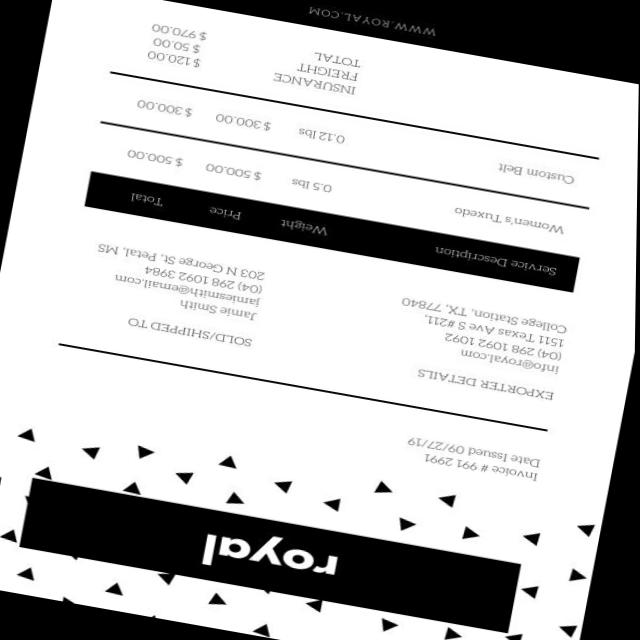 royal
Invoice # 991 2991
Date Issued 09/27/19
EXPORTER DETAILS
info@royal.com
(04) 298 1092 1092
1511 Texas Ave S #211,
College Station, TX, 77840
SOLD/SHIPPED TO
Jamie Smith
jamiesmith@email.com
(04) 298 1092 3984
203 N George St, Petal, MS
Service Description Weight Price Total
Women's Tuxedo 0.5 lbs $ 500.00 $ 500.00
Custom Belt 0.12 lbs $ 300.00 $ 300.00
INSURANCE $120.00
FREIGHT $ 50.00
TOTAL $ 970.00
WWW.ROYAL.COM